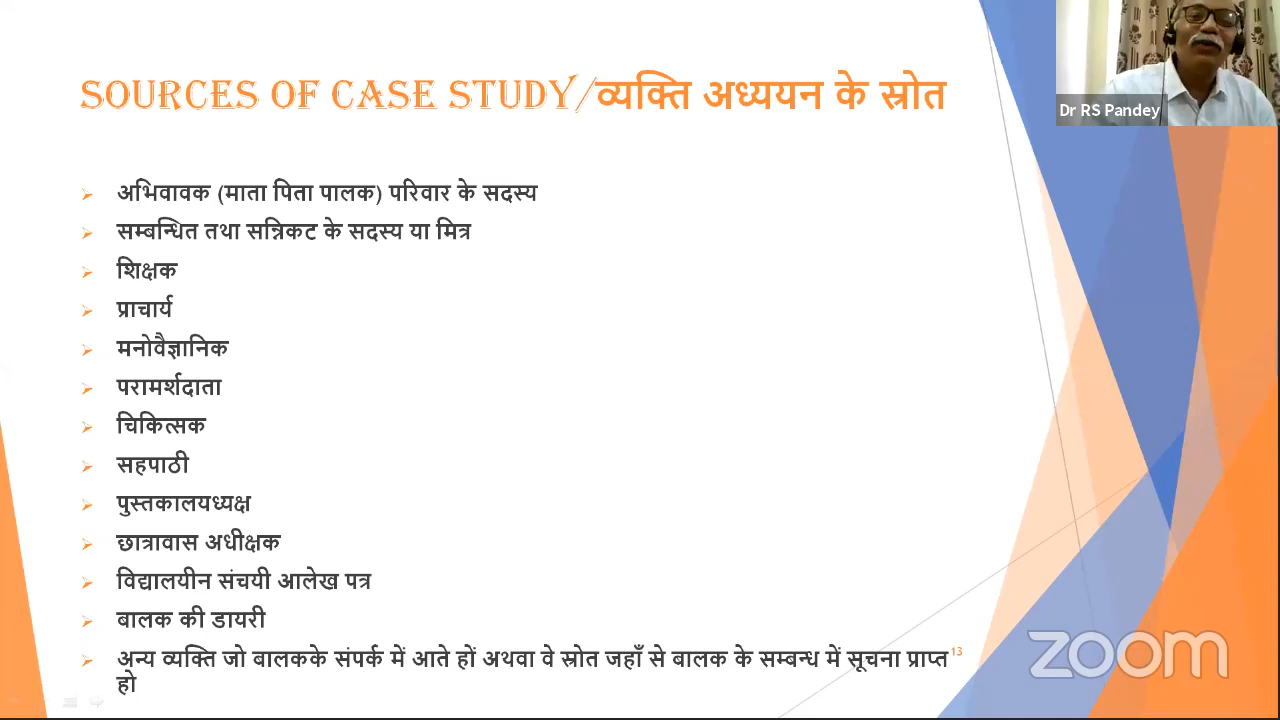 SOURCES OF CASE STUDY/व्यक्ति अध्ययन के स्रोत
Dr RS Pandey
अभिवावक (माता पिता पालक) परिवार के सदस्य
सम्बन्धित तथा सन्निकट के सदस्य या मित्र
शिक्षक
प्राचार्य
मनोवैज्ञानिक
परामर्शदाता
चिकित्सक
सहपाठी
पुस्तकालयध्यक्ष
छात्रावास अधीक्षक
विद्यालयीन संचयी आलेख पत्र
बालक की डायरी
अन्य व्यक्ति जो बालकके संपर्क में आते हों अथवा वे स्रोत जहाँ से बालक के सम्बन्ध में सूचना प्राप्त
हो
13
zoom